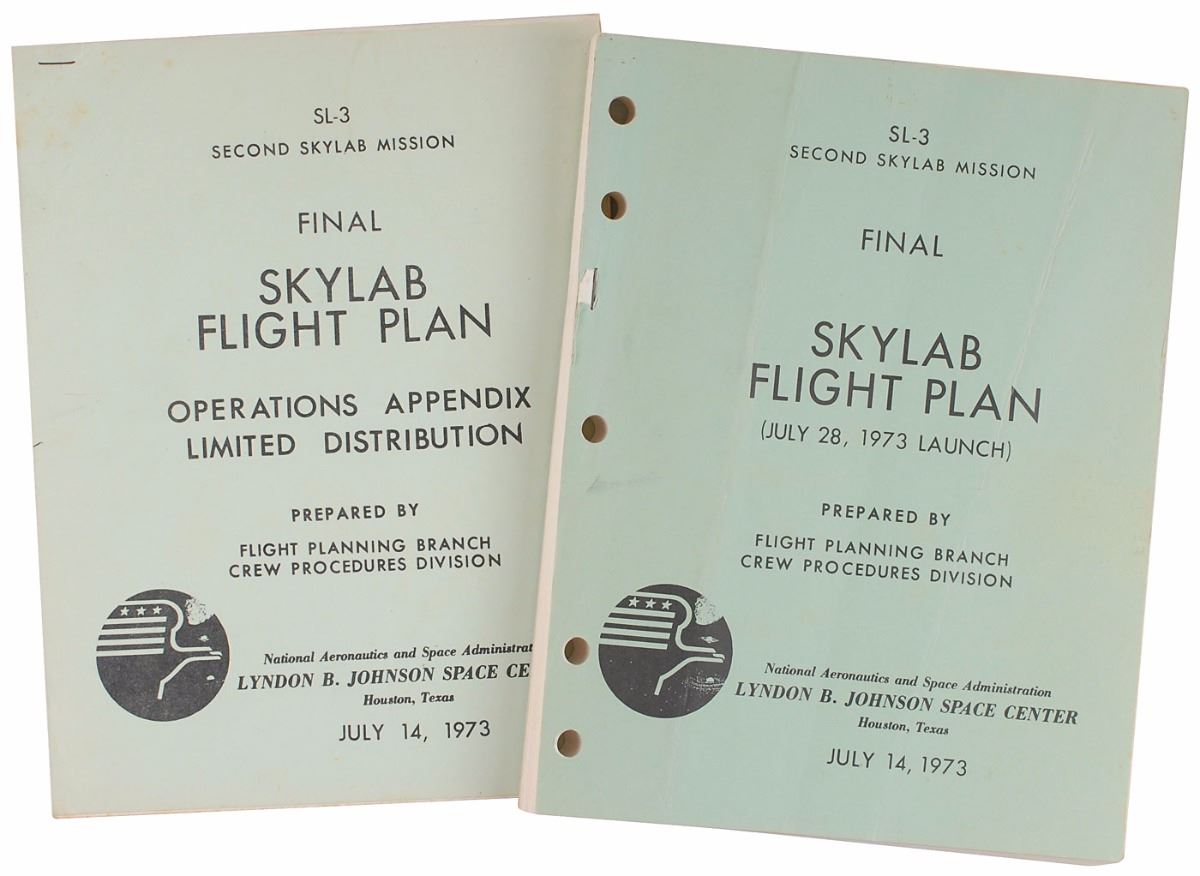 SL-3
SECOND SKYLAB MISSION
FINAL
SKYLAB
FLIGHT PLAN
OPERATIONS APPENDIX
LIMITED DISTRIBUTION
PREPARED BY
FLIGHT PLANNING BRANCH
CREW PROCEDURES DIVISION
National Aeronautics and Space Administrat
LYNDON B. JOHNSON SPACE CE
Houston, Texas
JULY 14, 1973
SL-3
SECOND SKYLAB MISSION
FINAL
SKYLAB
FLIGHT PLAN
(JULY 28, 1973 LAUNCH)
PREPARED BY
FLIGHT PLANNING BRANCH
CREW PROCEDURES DIVISION
National Aeronautics and Space Administration
LYNDON B. JOHNSON SPACE CENTER
Houston, Texas
JULY 14, 1973